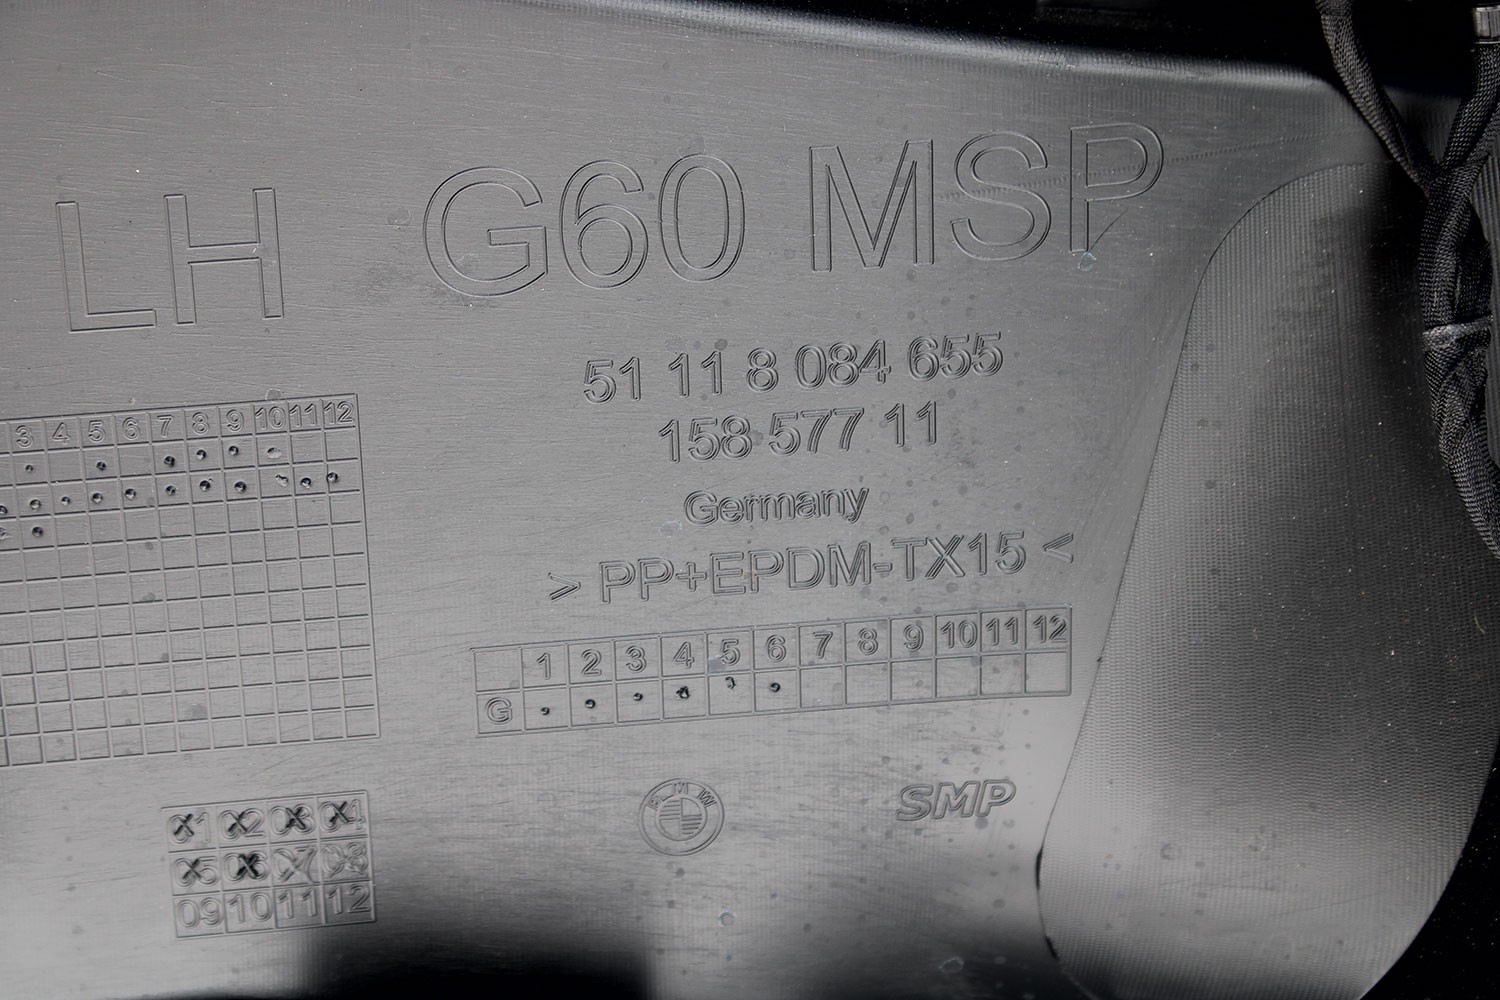 LH G60 MSP
51 11 8 084 655
158 577 11
Germany
> PP+EPDM-TX15 <
3 4 5 6 7 8 9 10 11 12
1 2 3 4 5 6 7 8 9 10 11 12
G
BMW
SMP
01 02 03 04
05 06 07 08
09 10 11 12